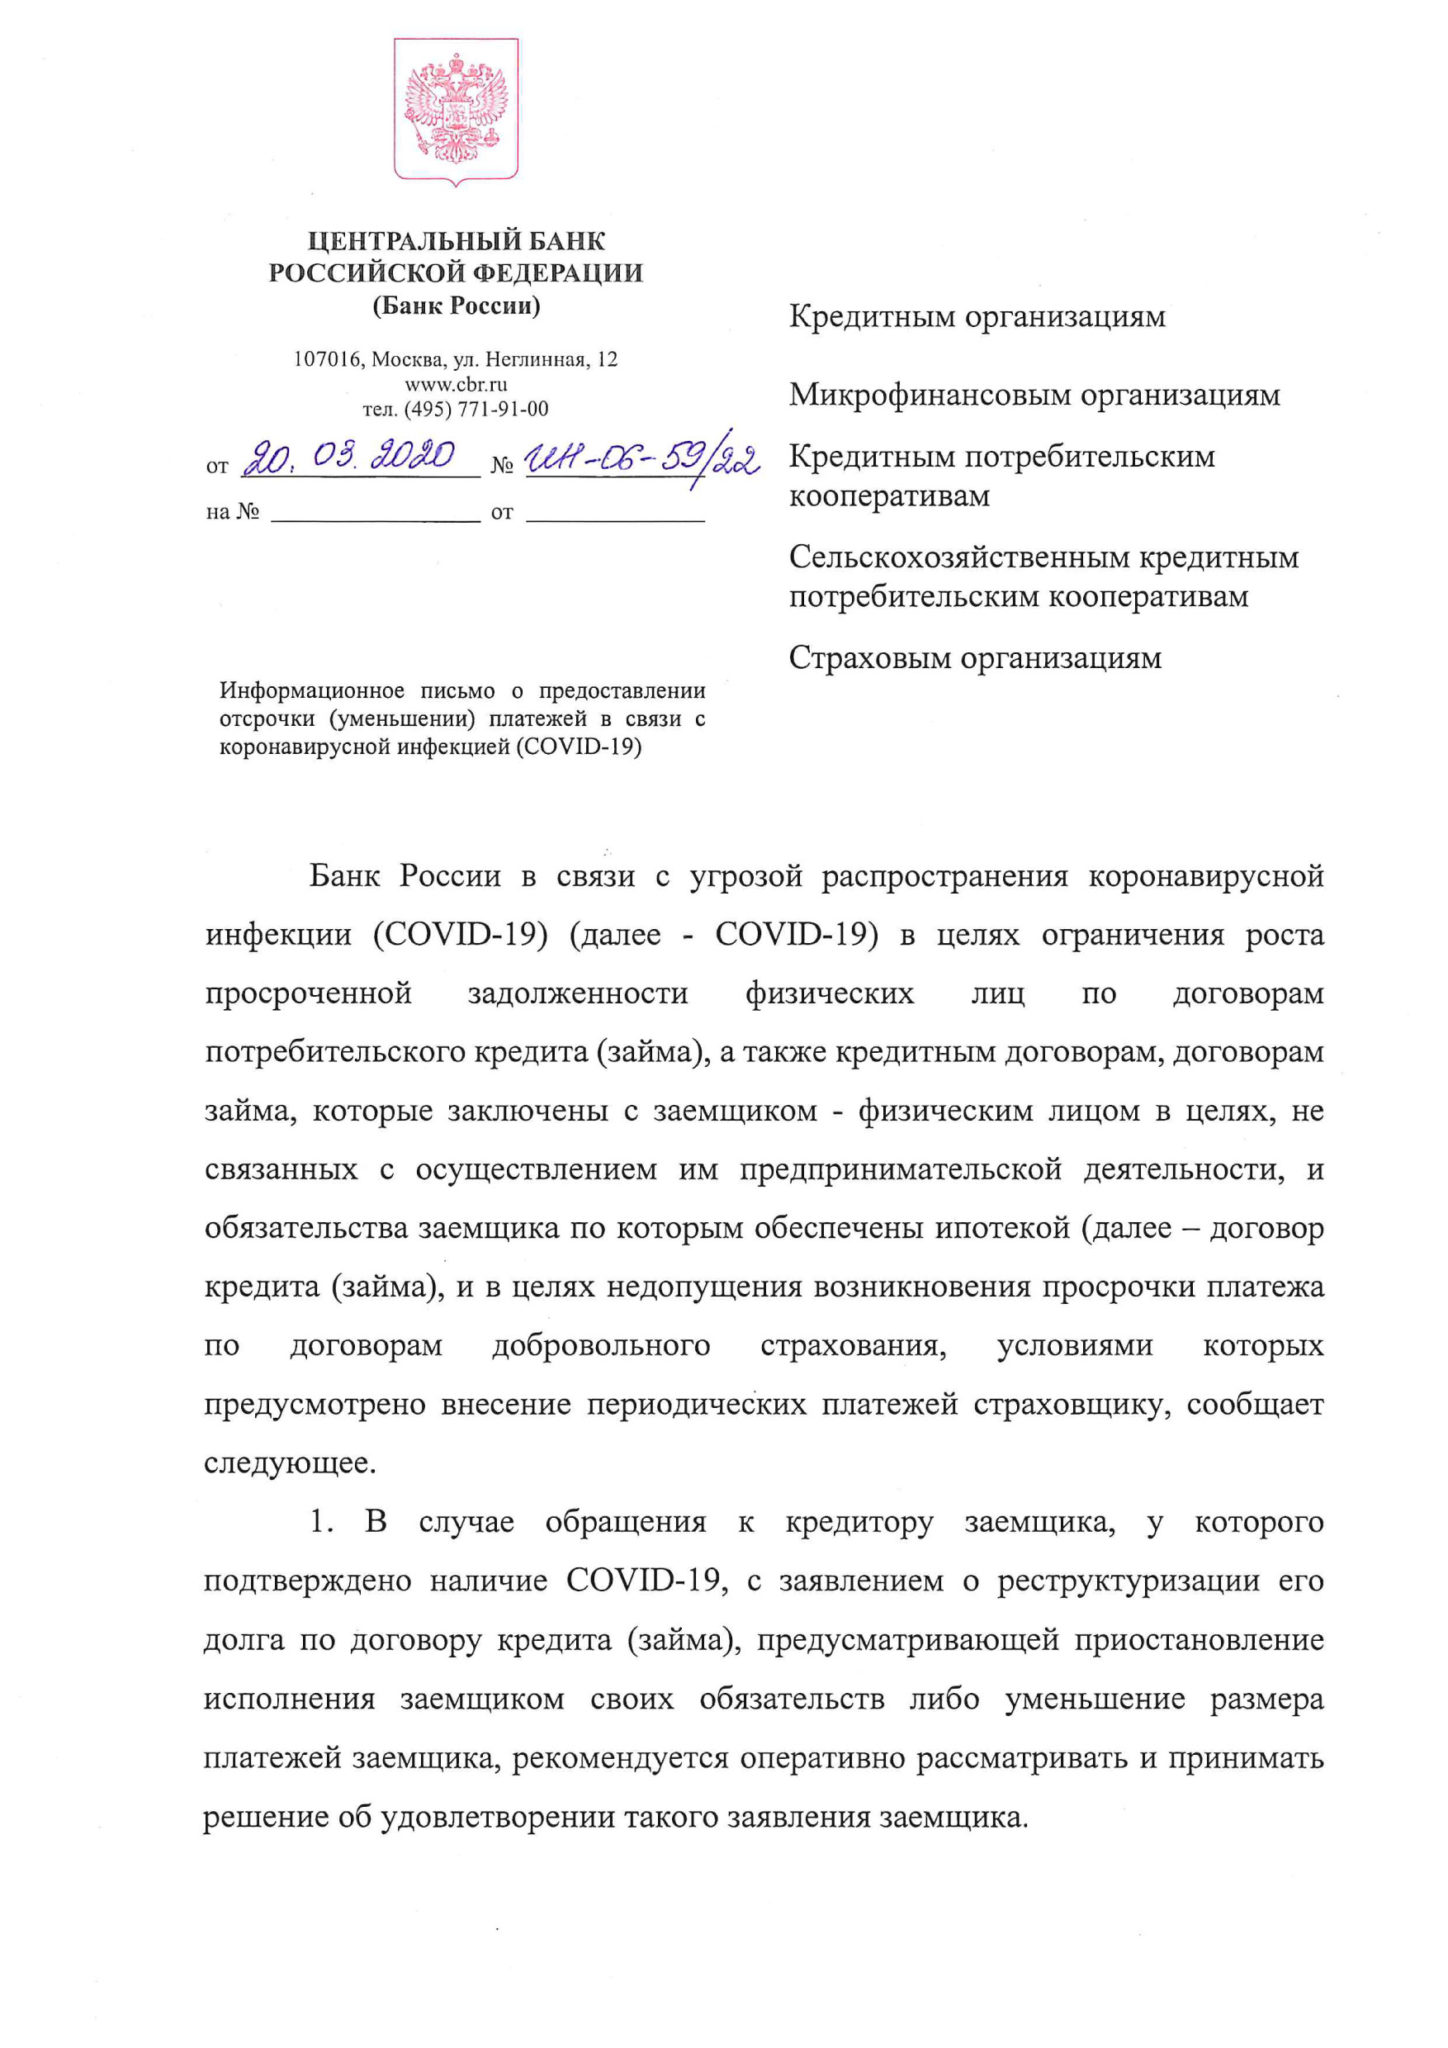 ЦЕНТРАЛЬНЫЙ БАНК
РОССИЙСКОЙ ФЕДЕРАЦИИ
(Банк России)
107016, Москва, ул. Неглинная, 12
www.cbr.ru
тел. (495) 771-91-00
от 20.03.2020 № ИН-06-59/22
на № ____________ от ____________
Кредитным организациям
Микрофинансовым организациям
Кредитным потребительским
кооперативам
Сельскохозяйственным кредитным
потребительским кооперативам
Страховым организациям
Информационное письмо о предоставлении
отсрочки (уменьшении) платежей в связи с
коронавирусной инфекцией (COVID-19)
Банк России в связи с угрозой распространения коронавирусной
инфекции (COVID-19) (далее - COVID-19) в целях ограничения роста
просроченной задолженности физических лиц по договорам
потребительского кредита (займа), а также кредитным договорам, договорам
займа, которые заключены с заемщиком - физическим лицом в целях, не
связанных с осуществлением им предпринимательской деятельности, и
обязательства заемщика по которым обеспечены ипотекой (далее – договор
кредита (займа), и в целях недопущения возникновения просрочки платежа
по договорам добровольного страхования, условиями которых
предусмотрено внесение периодических платежей страховщику, сообщает
следующее.
1. В случае обращения к кредитору заемщика, у которого
подтверждено наличие COVID-19, с заявлением о реструктуризации его
долга по договору кредита (займа), предусматривающей приостановление
исполнения заемщиком своих обязательств либо уменьшение размера
платежей заемщика, рекомендуется оперативно рассматривать и принимать
решение об удовлетворении такого заявления заемщика.